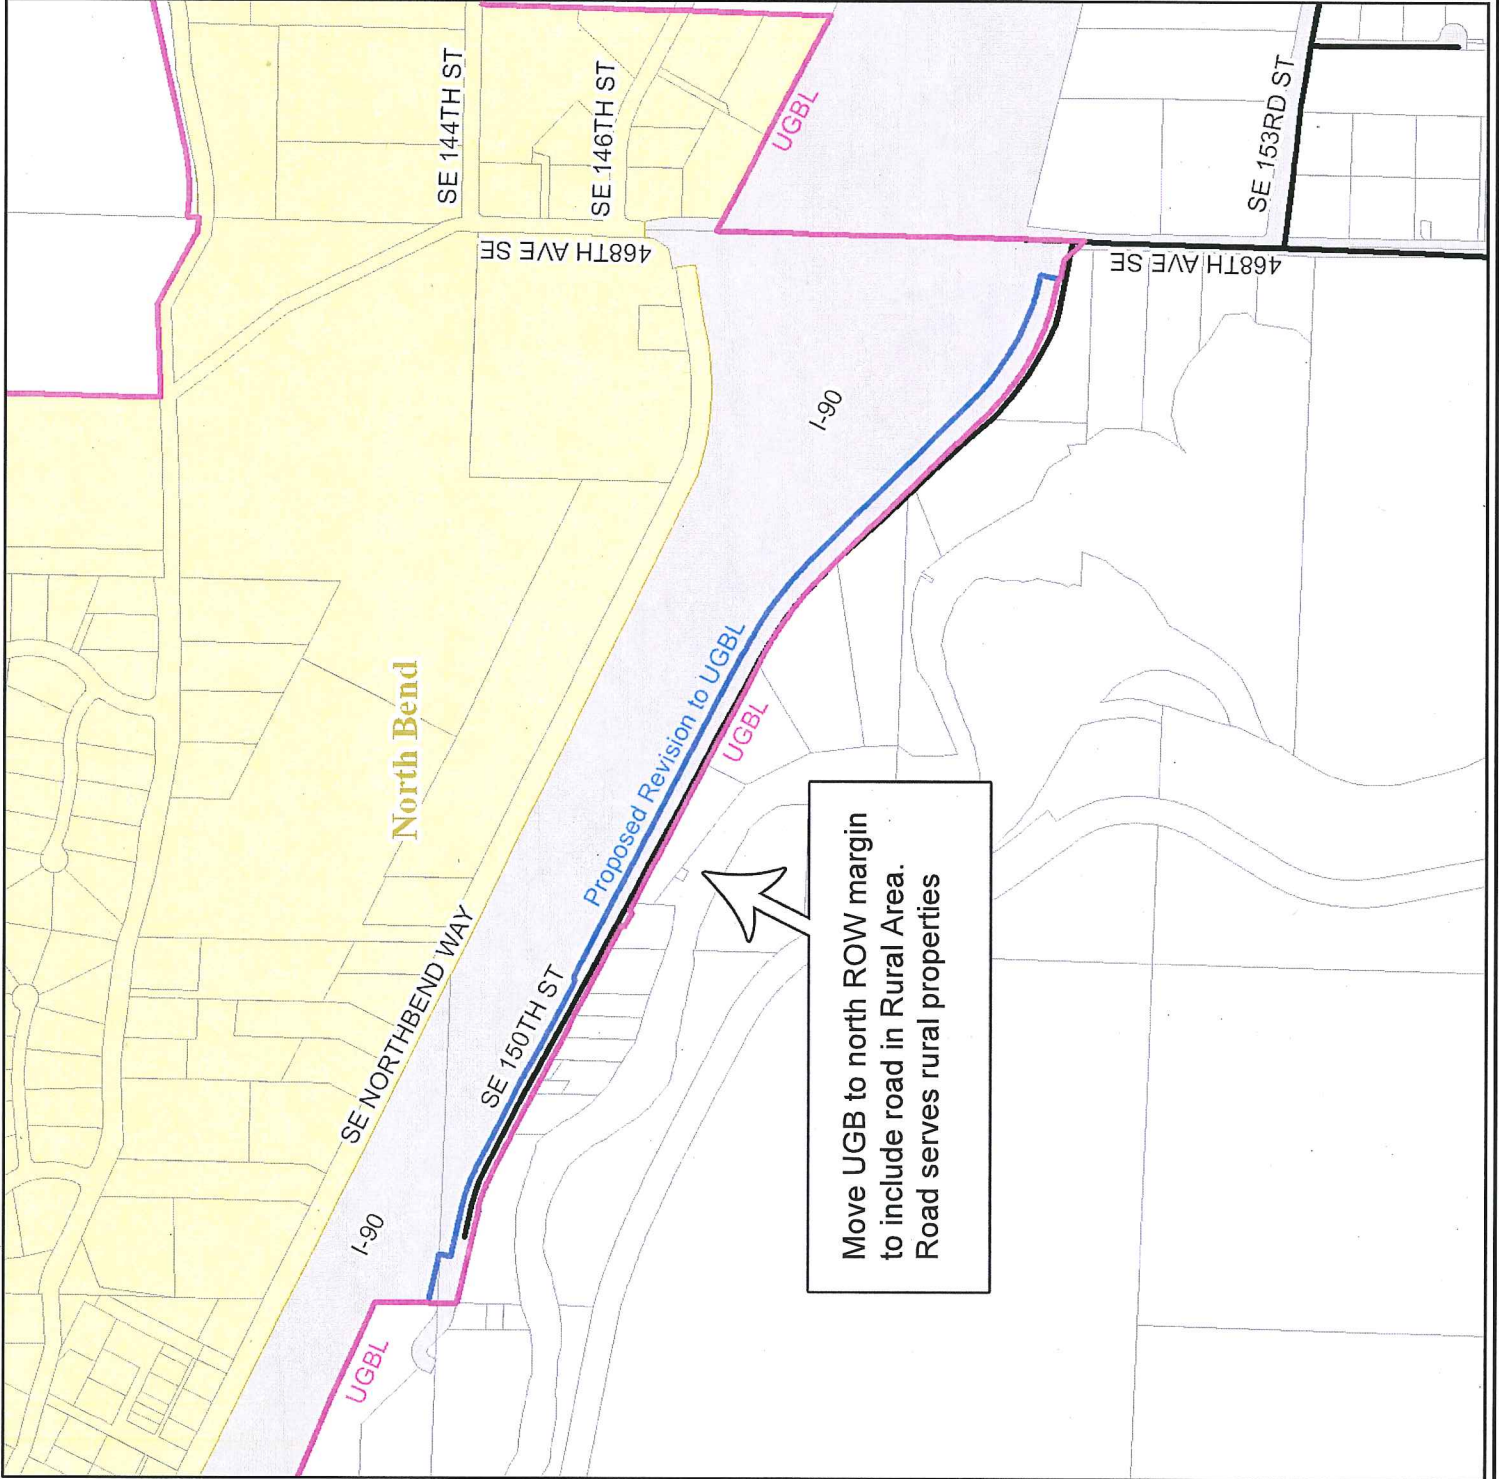 SE 144TH ST
SE 146TH ST
468TH AVE SE
UGBL
SE 153RD ST
468TH AVE SE
I-90
North Bend
Proposed Revision to UGBL
UGBL
SE NORTHBEND WAY
SE 150TH ST
I-90
UGBL
Move UGB to north ROW margin
to include road in Rural Area.
Road serves rural properties